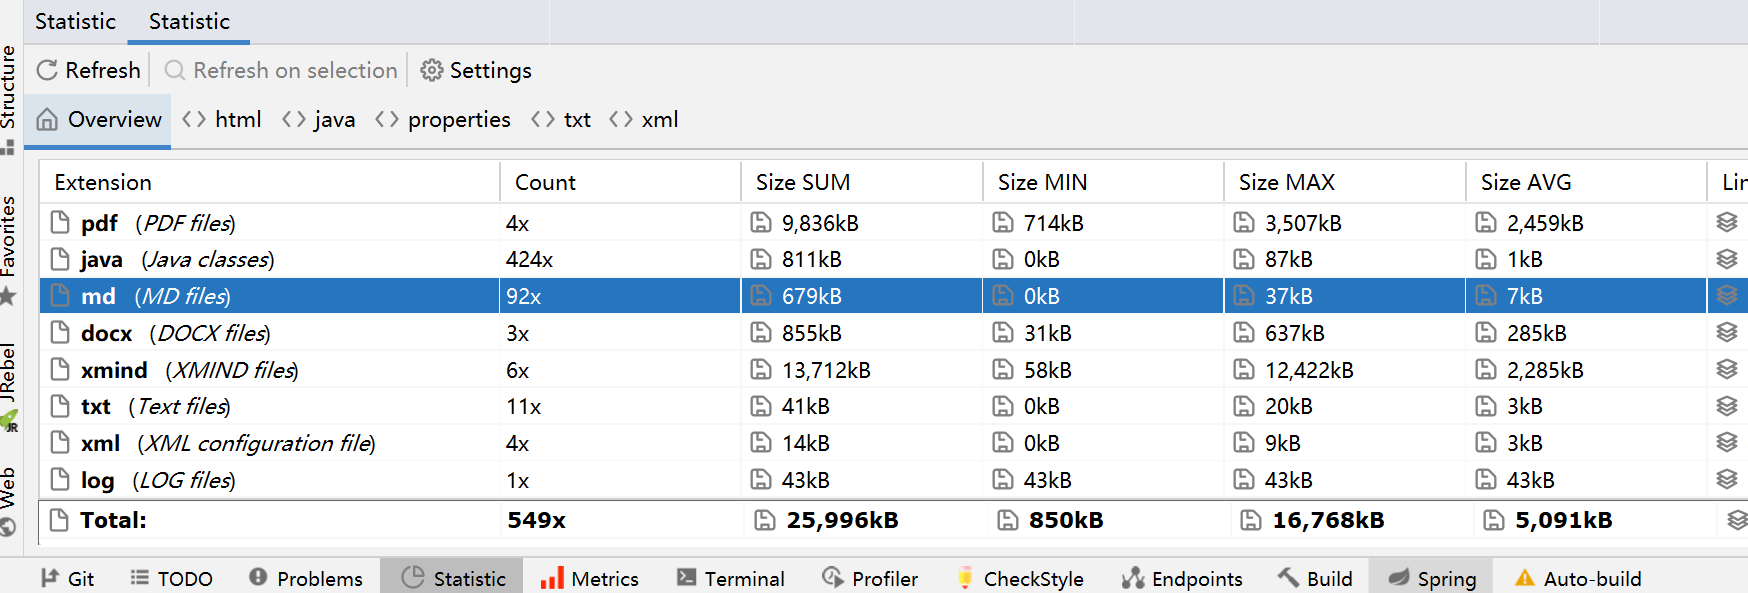 Statistic Statistic
Refresh Refresh on selection Settings
Overview <> html <> java <> properties <> txt <> xml
Extension Count Size SUM Size MIN Size MAX Size AVG Lin
pdf (PDF files) 4x 9,836kB 714kB 3,507kB 2,459kB
java (Java classes) 424x 811kB 0kB 87kB 1kB
md (MD files) 92x 679kB 0kB 37kB 7kB
docx (DOCX files) 3x 855kB 31kB 637kB 285kB
xmind (XMIND files) 6x 13,712kB 58kB 12,422kB 2,285kB
txt (Text files) 11x 41kB 0kB 20kB 3kB
xml (XML configuration file) 4x 14kB 0kB 9kB 3kB
log (LOG files) 1x 43kB 43kB 43kB 43kB
Total: 549x 25,996kB 850kB 16,768kB 5,091kB
Structure
Favorites
JRebel
JR
Web
Git TODO Problems Statistic Metrics Terminal Profiler CheckStyle Endpoints Build Spring Auto-build